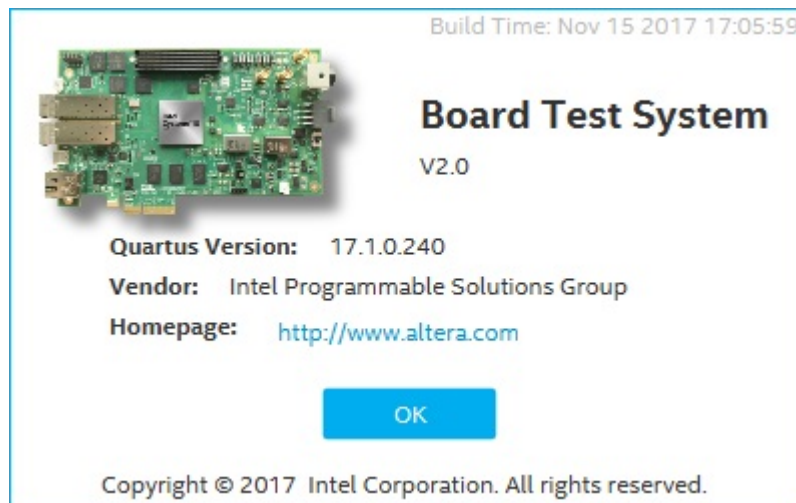 Build Time: Nov 15 2017 17:05:59
Board Test System
V2.0
Quartus Version: 17.1.0.240
Vendor: Intel Programmable Solutions Group
Homepage: http://www.altera.com
OK
Copyright © 2017 Intel Corporation. All rights reserved.